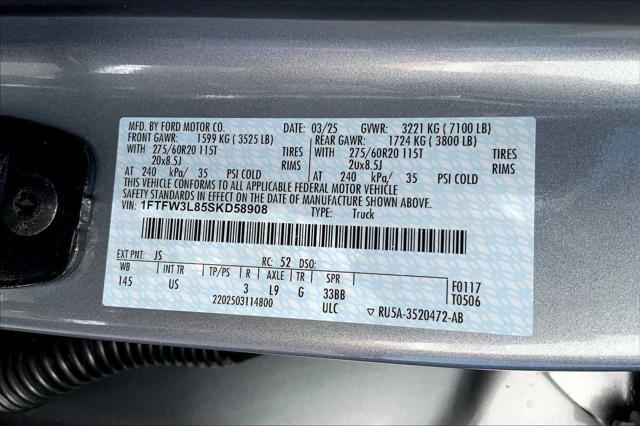 MFD. BY FORD MOTOR CO. DATE: 03/25 GVWR: 3221 KG ( 7100 LB)
FRONT GAWR: 1599 KG ( 3525 LB) REAR GAWR: 1724 KG ( 3800 LB)
WITH 275/60R20 115T TIRES WITH 275/60R20 115T TIRES
20x8.5J RIMS 20x8.5J RIMS
AT 240 kPa/ 35 PSI COLD AT 240 kPa/ 35 PSI COLD
THIS VEHICLE CONFORMS TO ALL APPLICABLE FEDERAL MOTOR VEHICLE
SAFETY STANDARDS IN EFFECT ON THE DATE OF MANUFACTURE SHOWN ABOVE.
VIN: 1FTFW3L85SKD58908 TYPE: Truck
EXT PNT: JS RC: 52 DSO: F0117
WB INT TR TP/PS R AXLE TR SPR T0506
145 US 3 L9 G 33BB
2202503114800 ULC ▽ RU5A-3520472-AB